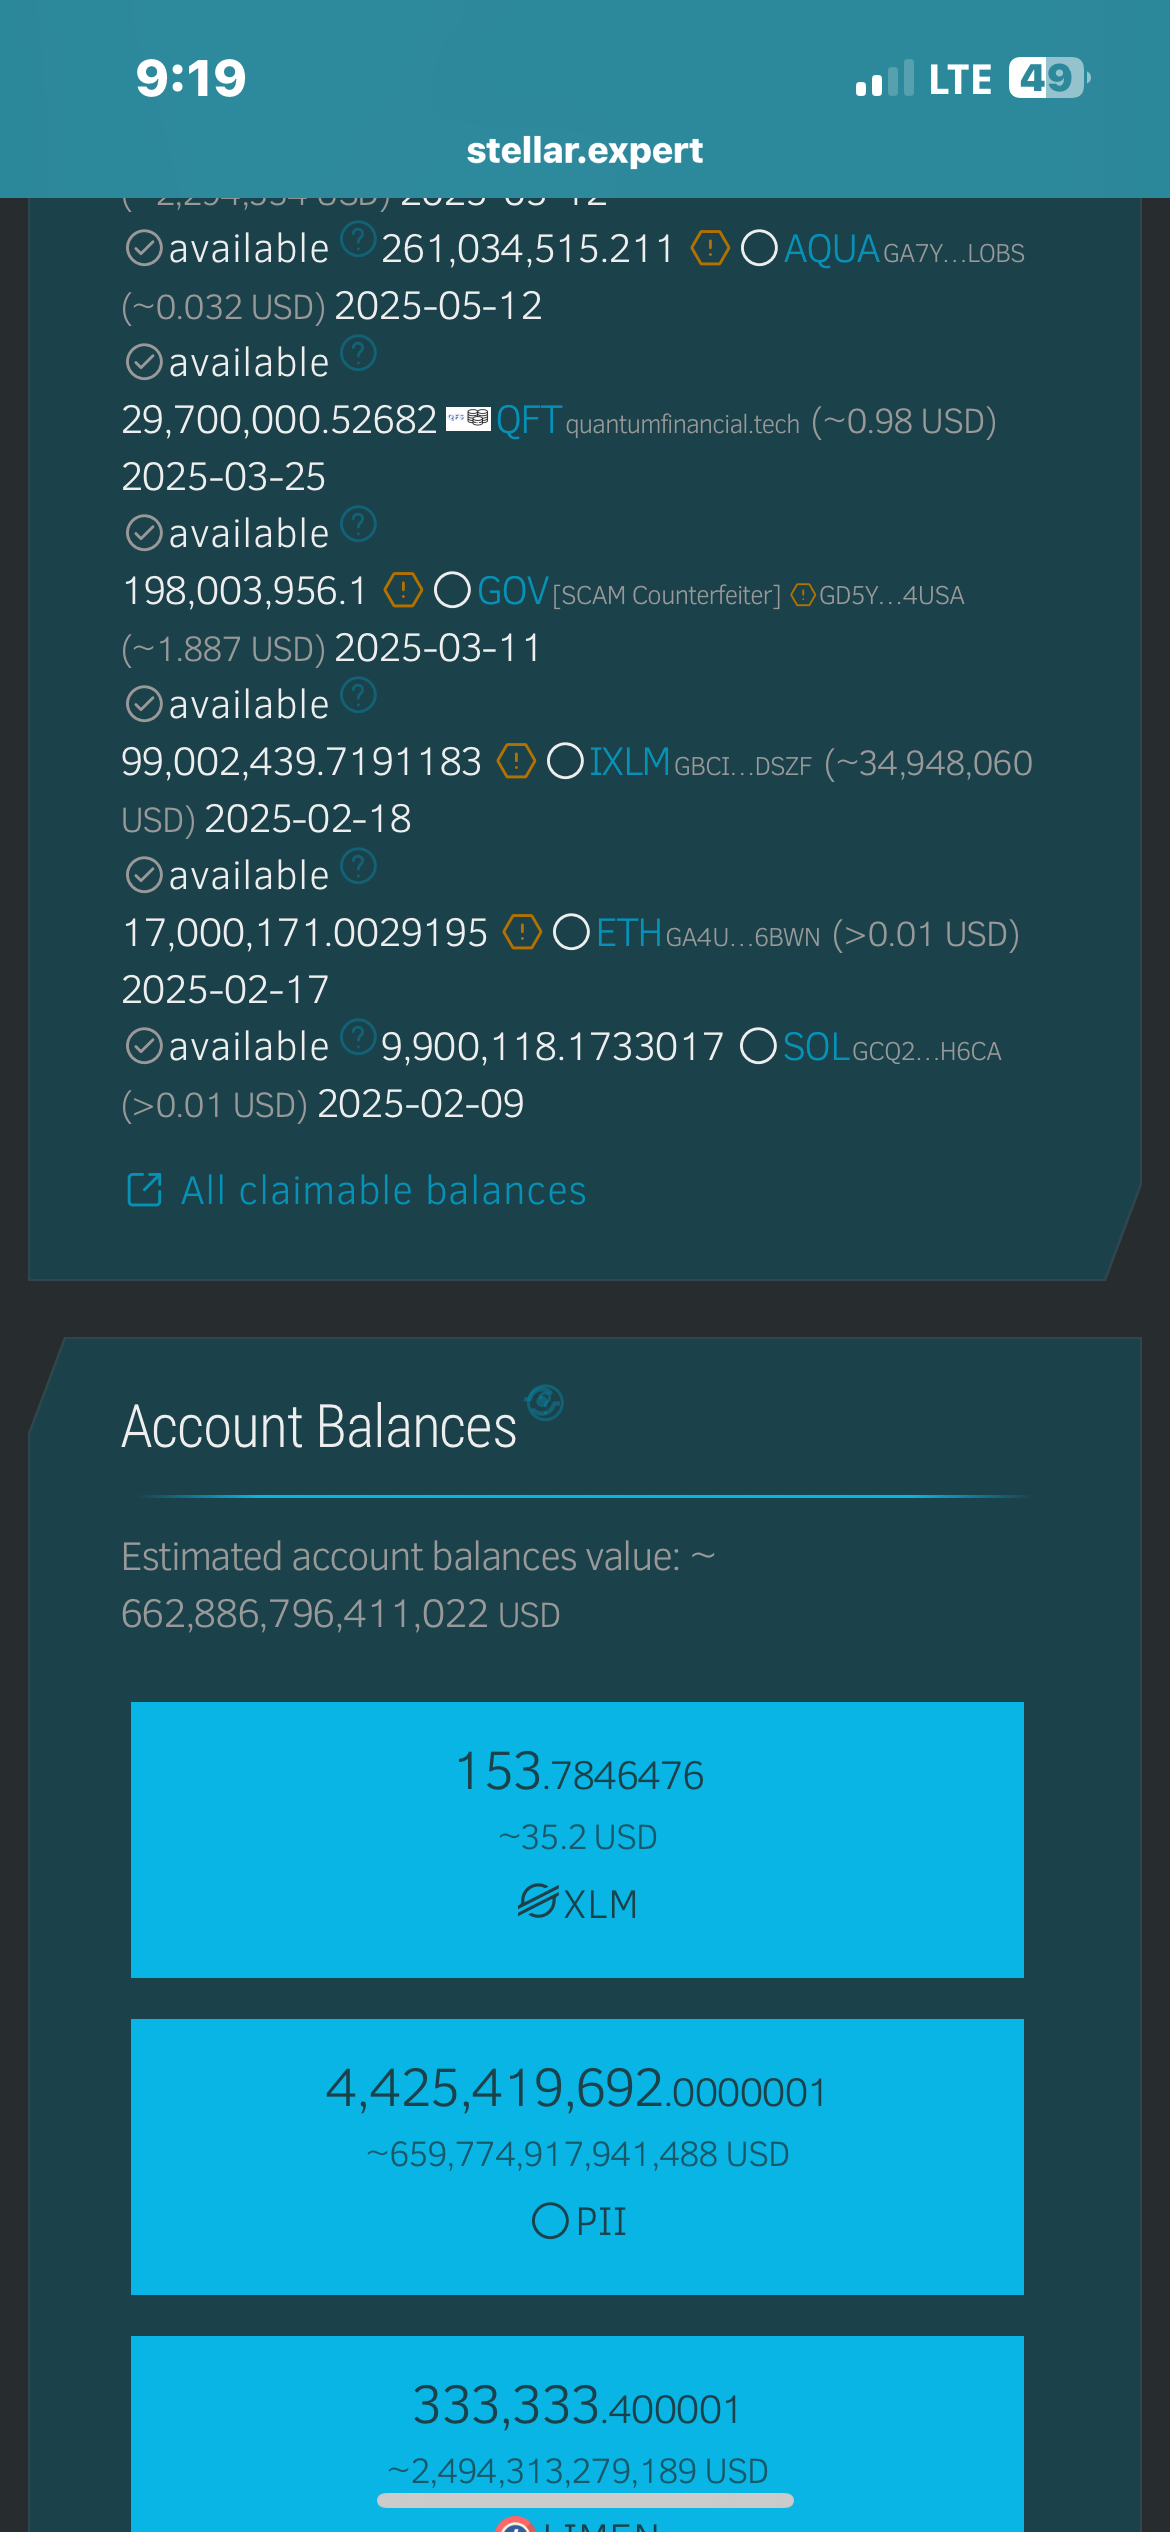 9:19
LTE 49
stellar.expert
2025-05-12
available ? 261,034,515.211 ! AQUA GA7Y...LOBS
(~0.032 USD) 2025-05-12
available ?
29,700,000.52682 QFS QFT quantumfinancial.tech (~0.98 USD)
2025-03-25
available ?
198,003,956.1 ! GOV [SCAM Counterfeiter] ! GD5Y...4USA
(~1.887 USD) 2025-03-11
available ?
99,002,439.7191183 ! IXLM GBCI...DSZF (~34,948,060
USD) 2025-02-18
available ?
17,000,171.0029195 ! ETH GA4U...6BWN (>0.01 USD)
2025-02-17
available ? 9,900,118.1733017 SOL GCQ2...H6CA
(>0.01 USD) 2025-02-09
All claimable balances
Account Balances
Estimated account balances value: ~
662,886,796,411,022 USD
153.7846476
~35.2 USD
XLM
4,425,419,692.0000001
~659,774,917,941,488 USD
PII
333,333.400001
~2,494,313,279,189 USD
LIMEN